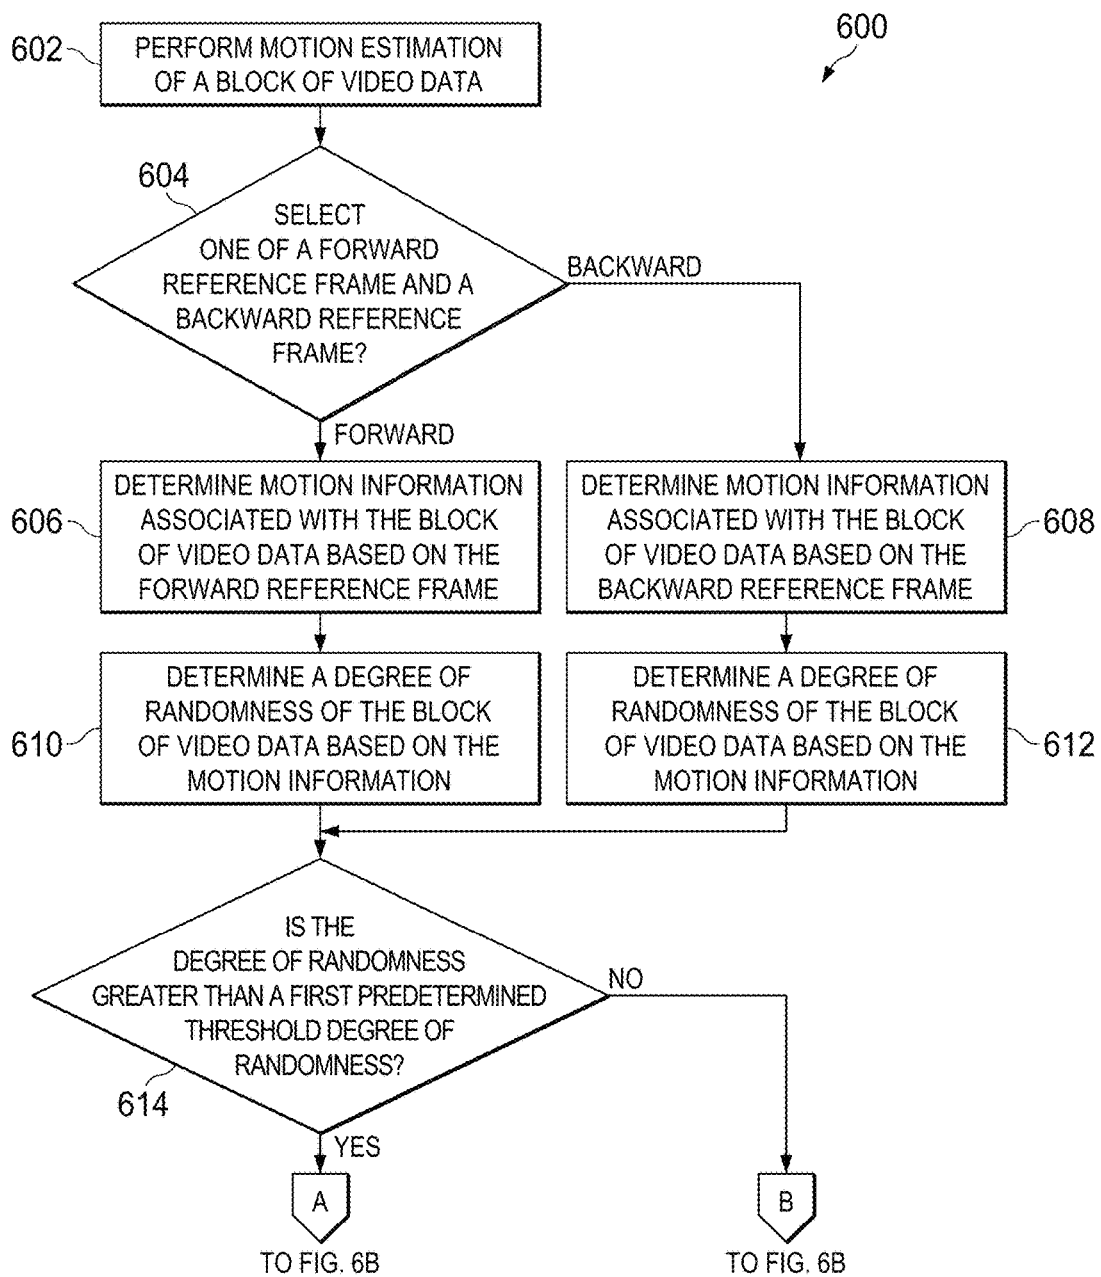 600
602
PERFORM MOTION ESTIMATION
OF A BLOCK OF VIDEO DATA
604
SELECT
ONE OF A FORWARD
REFERENCE FRAME AND A
BACKWARD REFERENCE
FRAME?
BACKWARD
FORWARD
606
DETERMINE MOTION INFORMATION
ASSOCIATED WITH THE BLOCK
OF VIDEO DATA BASED ON THE
FORWARD REFERENCE FRAME
DETERMINE MOTION INFORMATION
ASSOCIATED WITH THE BLOCK
OF VIDEO DATA BASED ON THE
BACKWARD REFERENCE FRAME
608
610
DETERMINE A DEGREE OF
RANDOMNESS OF THE BLOCK
OF VIDEO DATA BASED ON THE
MOTION INFORMATION
DETERMINE A DEGREE OF
RANDOMNESS OF THE BLOCK
OF VIDEO DATA BASED ON THE
MOTION INFORMATION
612
IS THE
DEGREE OF RANDOMNESS
GREATER THAN A FIRST PREDETERMINED
THRESHOLD DEGREE OF
RANDOMNESS?
614
NO
YES
A
TO FIG. 6B
B
TO FIG. 6B